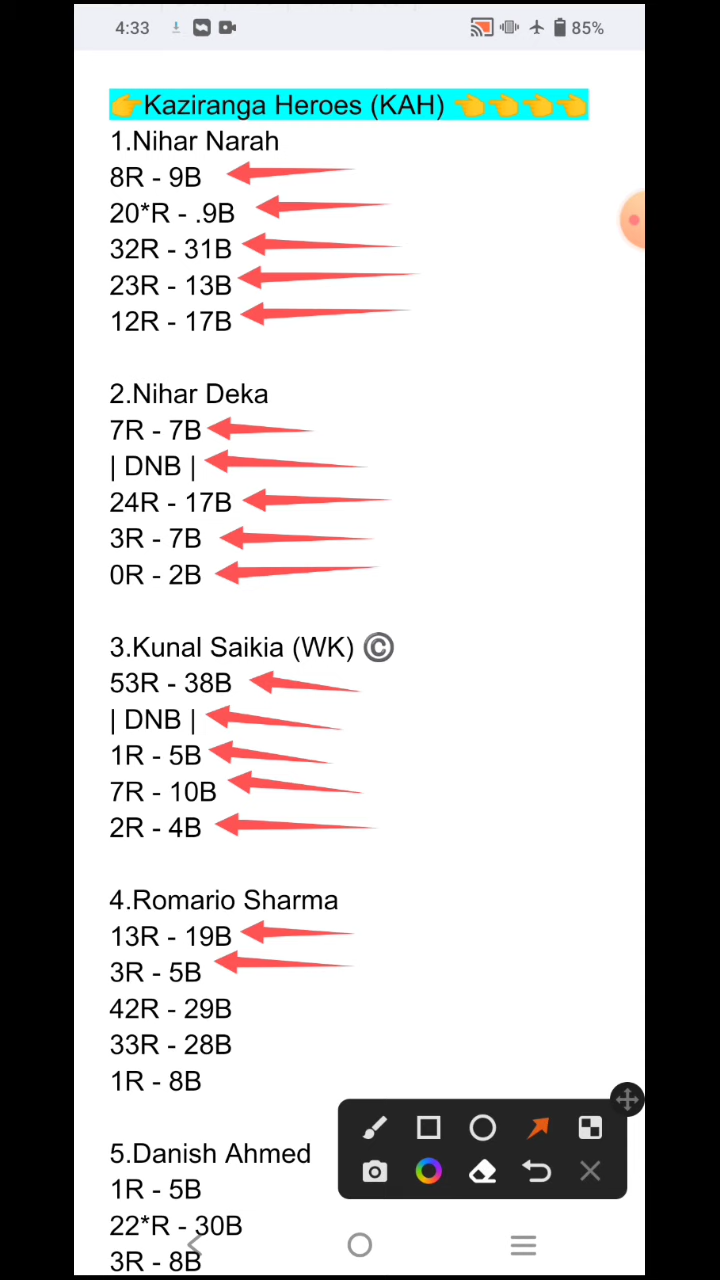 4:33 85%
👉Kaziranga Heroes (KAH) 👈👈👈👈
1.Nihar Narah
8R - 9B
20*R - .9B
32R - 31B
23R - 13B
12R - 17B
2.Nihar Deka
7R - 7B
| DNB |
24R - 17B
3R - 7B
0R - 2B
3.Kunal Saikia (WK) ©
53R - 38B
| DNB |
1R - 5B
7R - 10B
2R - 4B
4.Romario Sharma
13R - 19B
3R - 5B
42R - 29B
33R - 28B
1R - 8B
5.Danish Ahmed
1R - 5B
22*R - 30B
3R - 8B